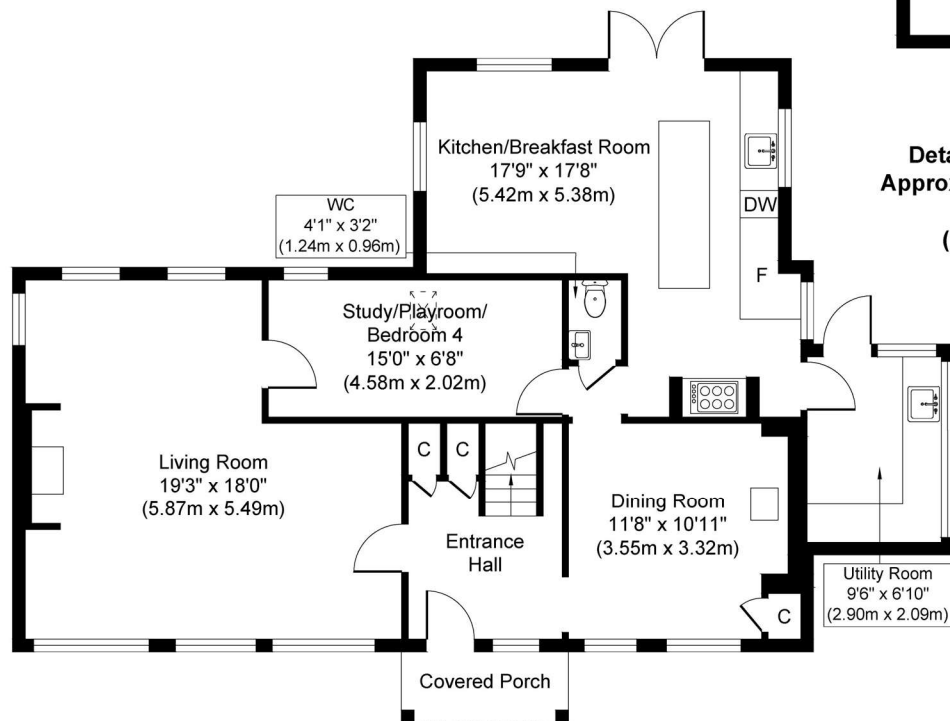 Kitchen/Breakfast Room
17'9" x 17'8"
(5.42m x 5.38m)
Deta
Approx
(
WC
4'1" x 3'2"
(1.24m x 0.96m)
DW
F
Study/Playroom/
Bedroom 4
15'0" x 6'8"
(4.58m x 2.02m)
Living Room
19'3" x 18'0"
(5.87m x 5.49m)
C
C
Entrance
Hall
Dining Room
11'8" x 10'11"
(3.55m x 3.32m)
C
Utility Room
9'6" x 6'10"
(2.90m x 2.09m)
Covered Porch